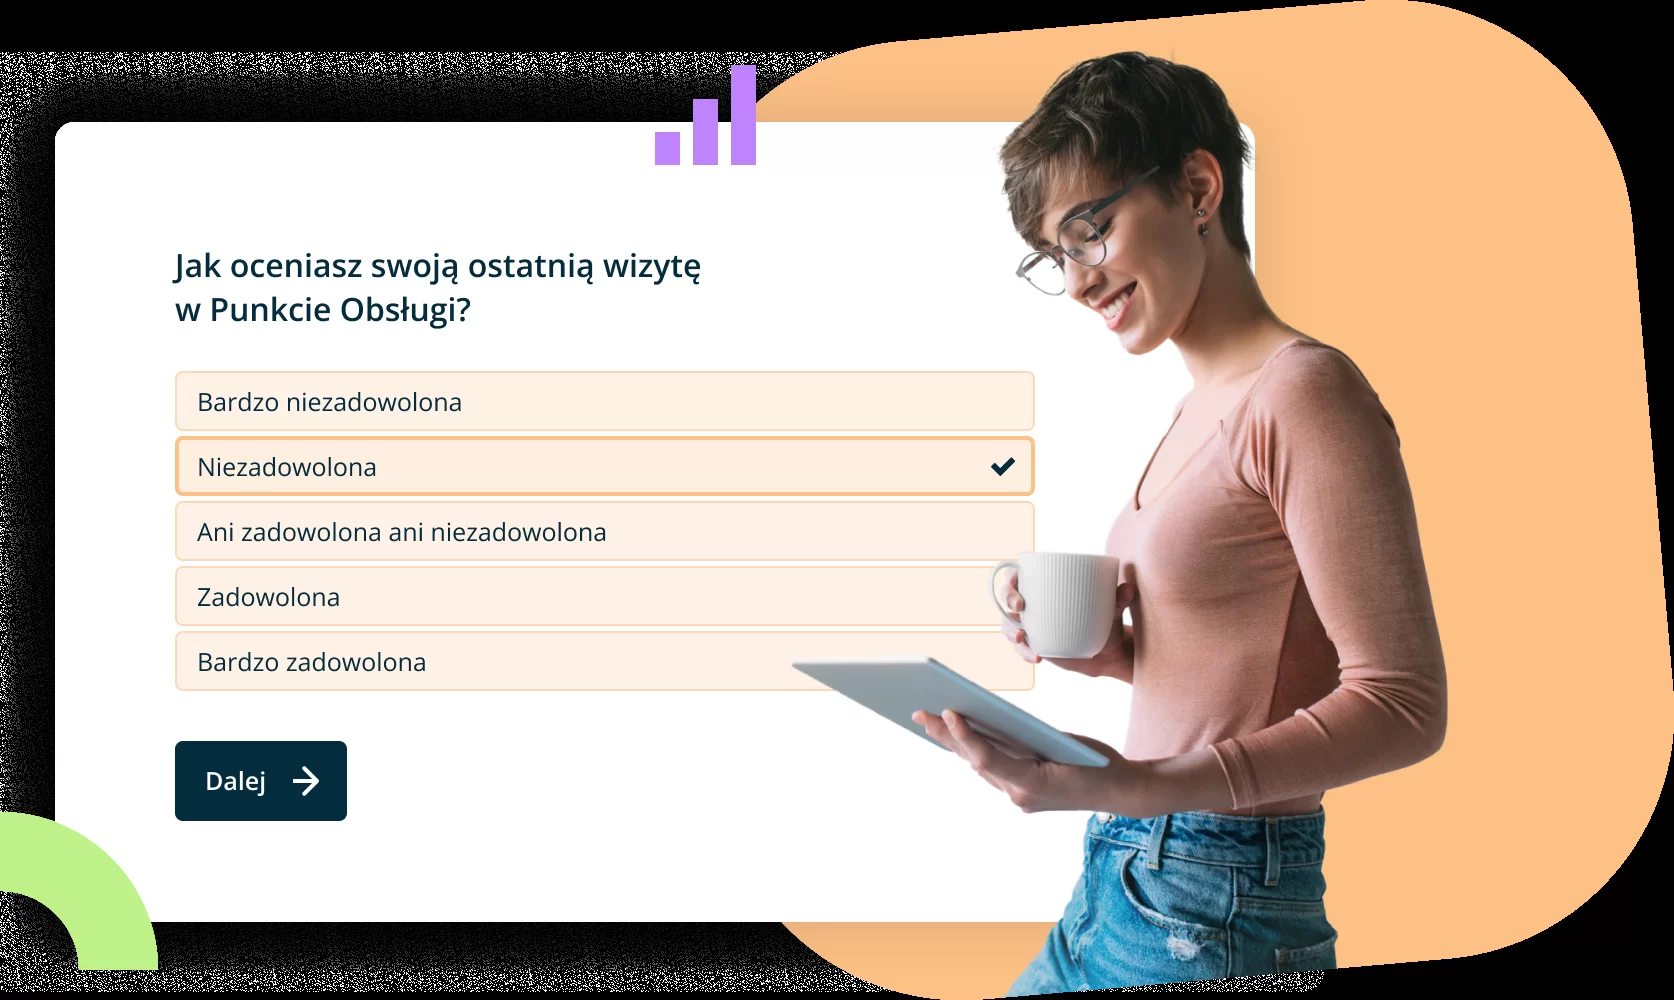 Jak oceniasz swoją ostatnią wizytę
w Punkcie Obsługi?
Bardzo niezadowolona
Niezadowolona
Ani zadowolona ani niezadowolona
Zadowolona
Bardzo zadowolona
Dalej